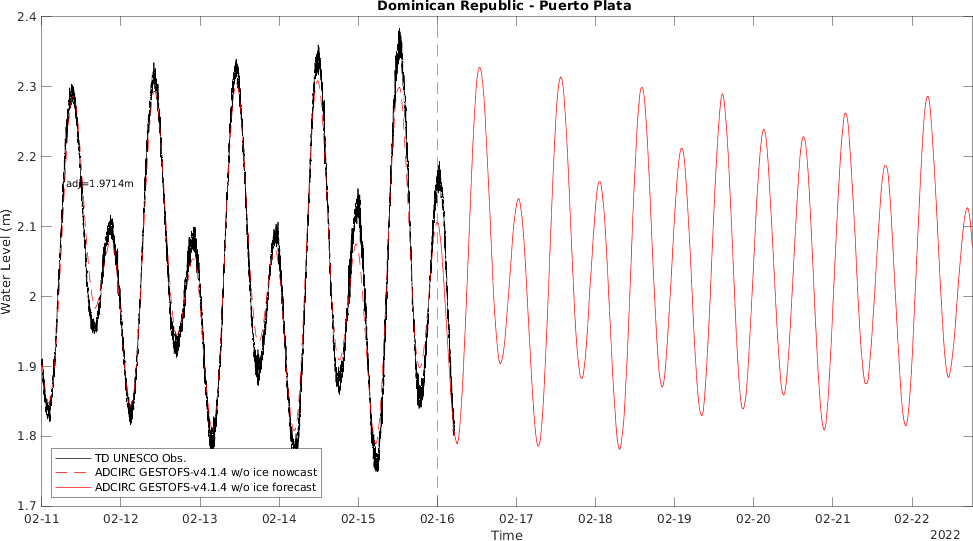 Dominican Republic - Puerto Plata
2.4
2.3
2.2
2.1
2
1.9
1.8
1.7
Water Level (m)
adj=1.9714m
TD UNESCO Obs.
ADCIRC GESTOFS-v4.1.4 w/o ice nowcast
ADCIRC GESTOFS-v4.1.4 w/o ice forecast
02-11 02-12 02-13 02-14 02-15 02-16 02-17 02-18 02-19 02-20 02-21 02-22
Time
2022